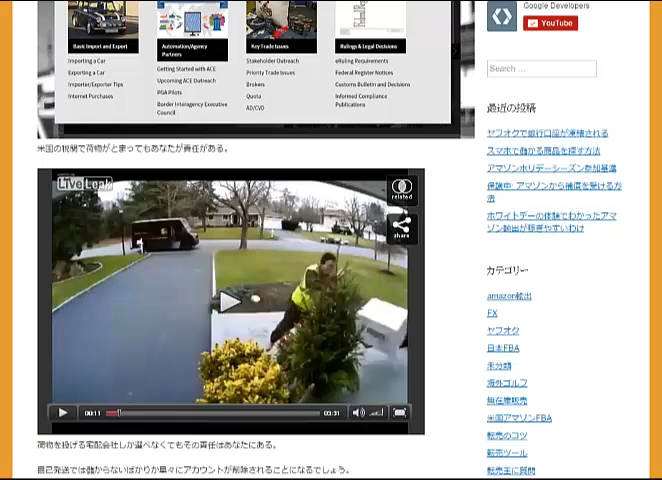 Basic Import and Export
Importing a Car
Exporting a Car
Importer/Exporter Tips
Internet Purchases
Automation/Agency
Partners
Getting Started with ACE
Upcoming ACE Outreach
PGA Pilots
Border Interagency Executive
Council
Key Trade Issues
Stakeholder Outreach
Priority Trade Issues
Brokers
Quota
AD/CVD
Rulings & Legal Decisions
eRuling Requirements
Federal Register Notices
Customs Bulletin and Decisions
Informed Compliance
Publications
米国の税関で荷物がとまってもあなたが責任がある。
LiveLeak
related
share
00:11
03:31
荷物を投げる宅配会社しか選べなくてもその責任はあなたにある。
自己発送では儲からないばかりか早々にアカウントが削除されることになるでしょう。
Google Developers
YouTube
Search ...
最近の投稿
ヤフオクで銀行口座が凍結される
スマホで儲かる商品を探す方法
アマゾンホリデーシーズン参加基準
保護中: アマゾンから補償を受ける方
法
ホワイトデーの体験でわかったアマ
ゾン輸出が稼ぎやすいわけ
カテゴリー
amazon輸出
FX
ヤフオク
日本FBA
未分類
海外ゴルフ
無在庫販売
米国アマゾンFBA
転売のコツ
転売ツール
転売王に質問